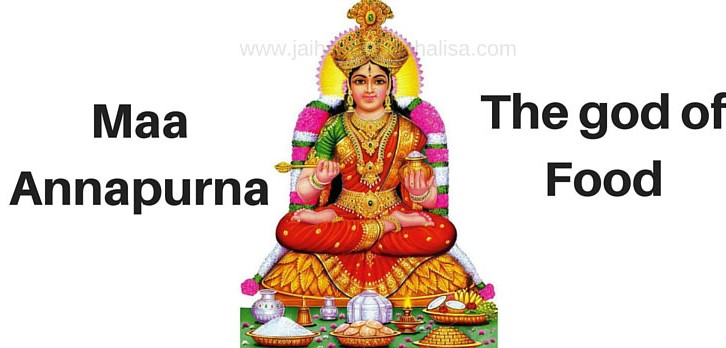 Maa
Annapurna
The god of
Food